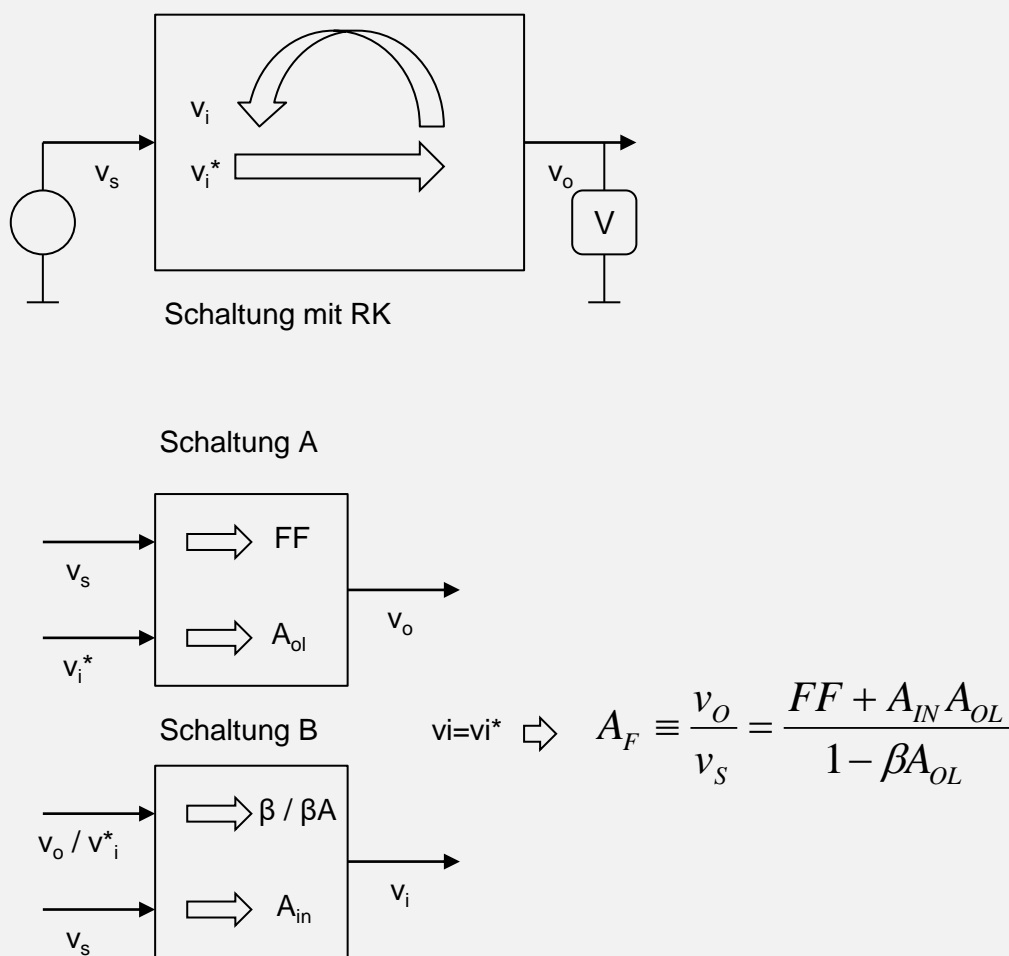 v_i
v_i*
v_s
v_o
V
Schaltung mit RK
Schaltung A
FF
v_s
v_o
A_ol
v_i*
Schaltung B
vi=vi* ⇨ A_F ≡ v_O / v_S = (FF + A_IN A_OL) / (1 − βA_OL)
β / βA
v_o / v*_i
v_i
A_in
v_s